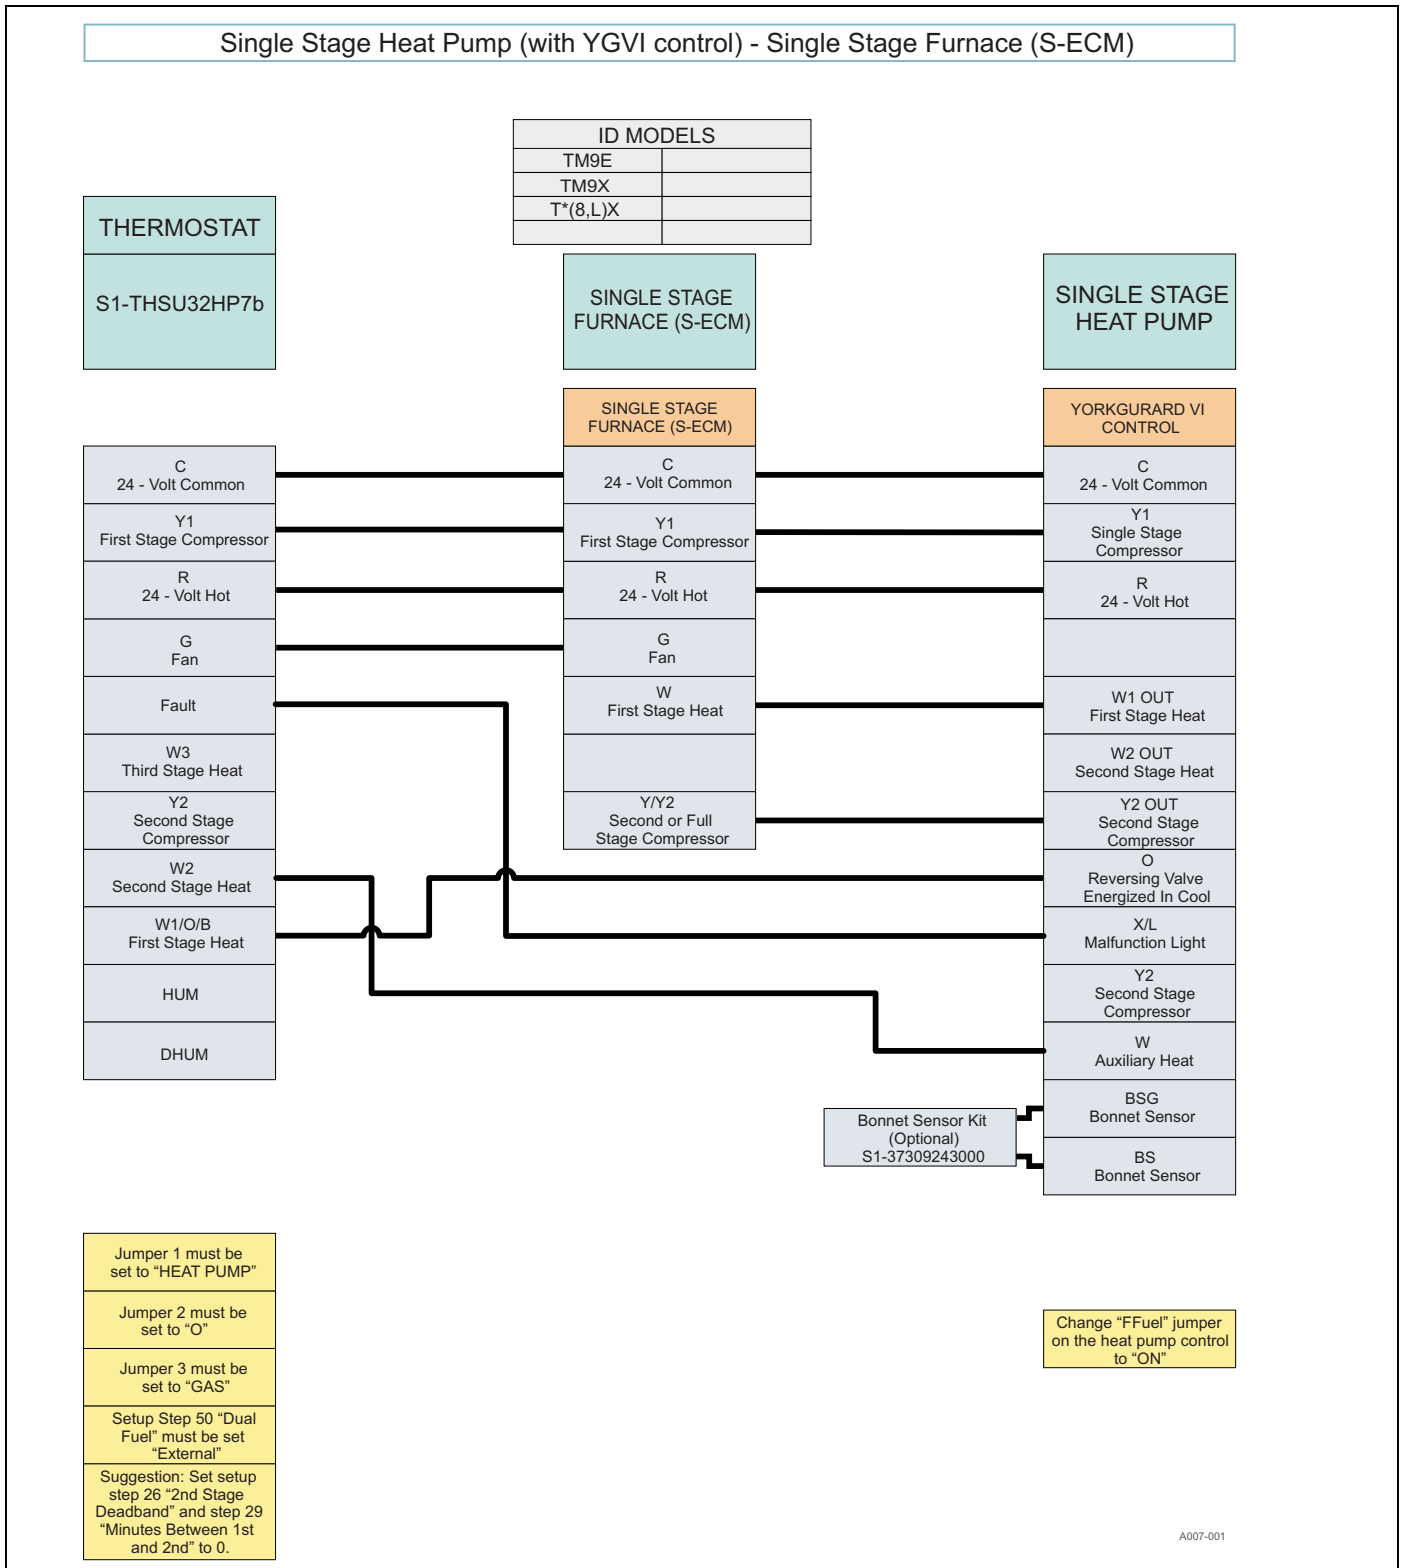 Single Stage Heat Pump (with YGVI control) - Single Stage Furnace (S-ECM)
ID MODELS
TM9E
TM9X
T*(8,L)X
THERMOSTAT
S1-THSU32HP7b
SINGLE STAGE
FURNACE (S-ECM)
SINGLE STAGE
HEAT PUMP
SINGLE STAGE
FURNACE (S-ECM)
YORKGURARD VI
CONTROL
C
24 - Volt Common
Y1
First Stage Compressor
R
24 - Volt Hot
G
Fan
Fault
W3
Third Stage Heat
Y2
Second Stage
Compressor
W2
Second Stage Heat
W1/O/B
First Stage Heat
HUM
DHUM
C
24 - Volt Common
Y1
First Stage Compressor
R
24 - Volt Hot
G
Fan
W
First Stage Heat
Y/Y2
Second or Full
Stage Compressor
C
24 - Volt Common
Y1
Single Stage
Compressor
R
24 - Volt Hot
W1 OUT
First Stage Heat
W2 OUT
Second Stage Heat
Y2 OUT
Second Stage
Compressor
O
Reversing Valve
Energized In Cool
X/L
Malfunction Light
Y2
Second Stage
Compressor
W
Auxiliary Heat
BSG
Bonnet Sensor
BS
Bonnet Sensor
Bonnet Sensor Kit
(Optional)
S1-37309243000
Jumper 1 must be
set to “HEAT PUMP”
Jumper 2 must be
set to “O”
Jumper 3 must be
set to “GAS”
Setup Step 50 “Dual
Fuel” must be set
“External”
Suggestion: Set setup
step 26 “2nd Stage
Deadband” and step 29
“Minutes Between 1st
and 2nd” to 0.
Change “FFuel” jumper
on the heat pump control
to “ON”
A007-001